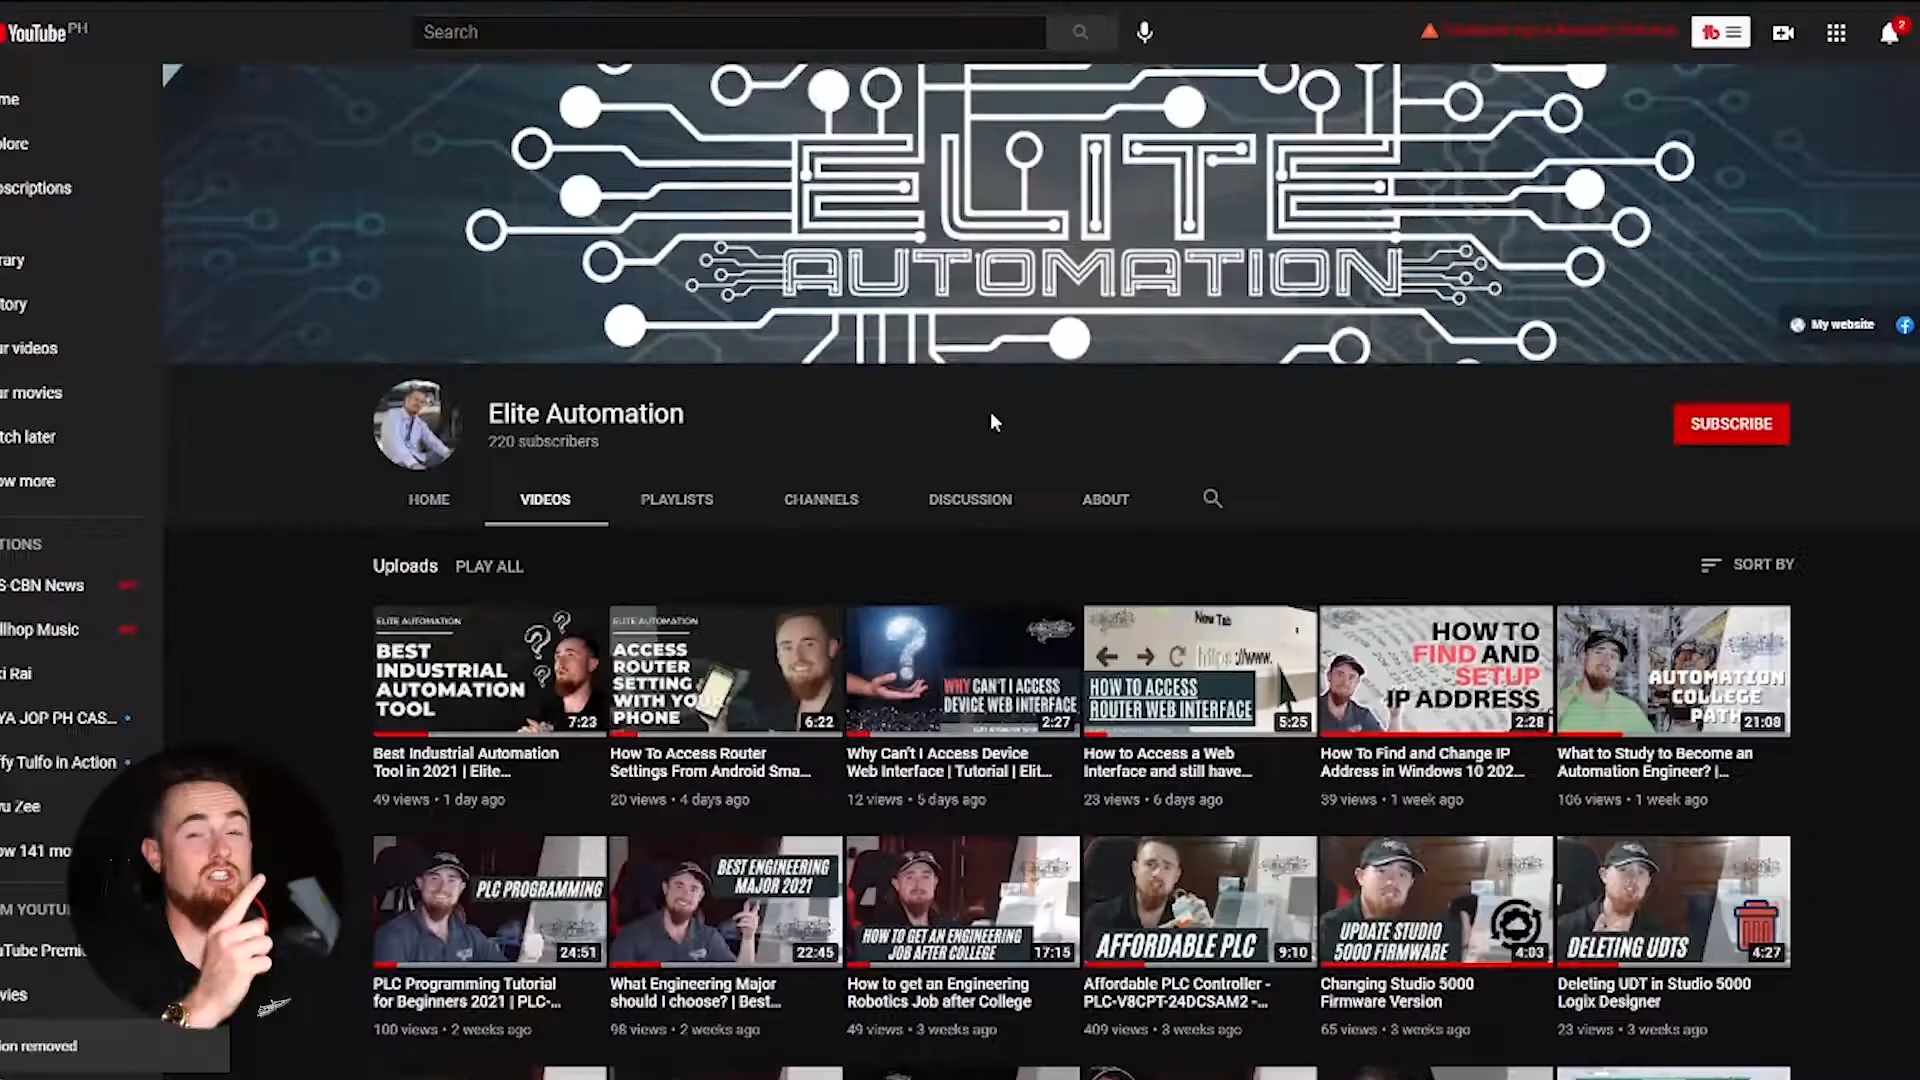 YouTube PH
Search
2
me
plore
bscriptions
rary
tory
ur videos
ur movies
tch later
ow more
TIONS
S-CBN News
llhop Music
ki Rai
YA JOP PH CAS...
ffy Tulfo in Action
ru Zee
ow 141 mo
M YOUTU
uTube Premi
vies
ion removed
ELITE
AUTOMATION
My website
Elite Automation
220 subscribers
SUBSCRIBE
HOME
VIDEOS
PLAYLISTS
CHANNELS
DISCUSSION
ABOUT
Uploads
PLAY ALL
SORT BY
ELITE AUTOMATION
BEST
INDUSTRIAL
AUTOMATION
TOOL
7:23
Best Industrial Automation
Tool in 2021 | Elite...
49 views • 1 day ago
ELITE AUTOMATION
ACCESS
ROUTER
SETTING
WITH YOUR
PHONE
6:22
How To Access Router
Settings From Android Sma...
20 views • 4 days ago
WHY CAN'T I ACCESS
DEVICE WEB INTERFACE
2:27
Why Can't I Access Device
Web Interface | Tutorial | Elit...
12 views • 5 days ago
New Tab
https://www.
HOW TO ACCESS
ROUTER WEB INTERFACE
5:25
How to Access a Web
Interface and still have...
23 views • 6 days ago
HOW TO
FIND AND
SETUP
IP ADDRESS
2:28
How To Find and Change IP
Address in Windows 10 202...
39 views • 1 week ago
AUTOMATION
COLLEGE
PATH
21:08
What to Study to Become an
Automation Engineer? |...
106 views • 1 week ago
PLC PROGRAMMING
24:51
PLC Programming Tutorial
for Beginners 2021 | PLC-...
100 views • 2 weeks ago
BEST ENGINEERING
MAJOR 2021
22:45
What Engineering Major
should I choose? | Best...
98 views • 2 weeks ago
HOW TO GET AN ENGINEERING
JOB AFTER COLLEGE
17:15
How to get an Engineering
Robotics Job after College
49 views • 3 weeks ago
AFFORDABLE PLC
9:10
Affordable PLC Controller -
PLC-V8CPT-24DCSAM2 -...
409 views • 3 weeks ago
UPDATE STUDIO
5000 FIRMWARE
4:03
Changing Studio 5000
Firmware Version
65 views • 3 weeks ago
DELETING UDTS
4:27
Deleting UDT in Studio 5000
Logix Designer
23 views • 3 weeks ago